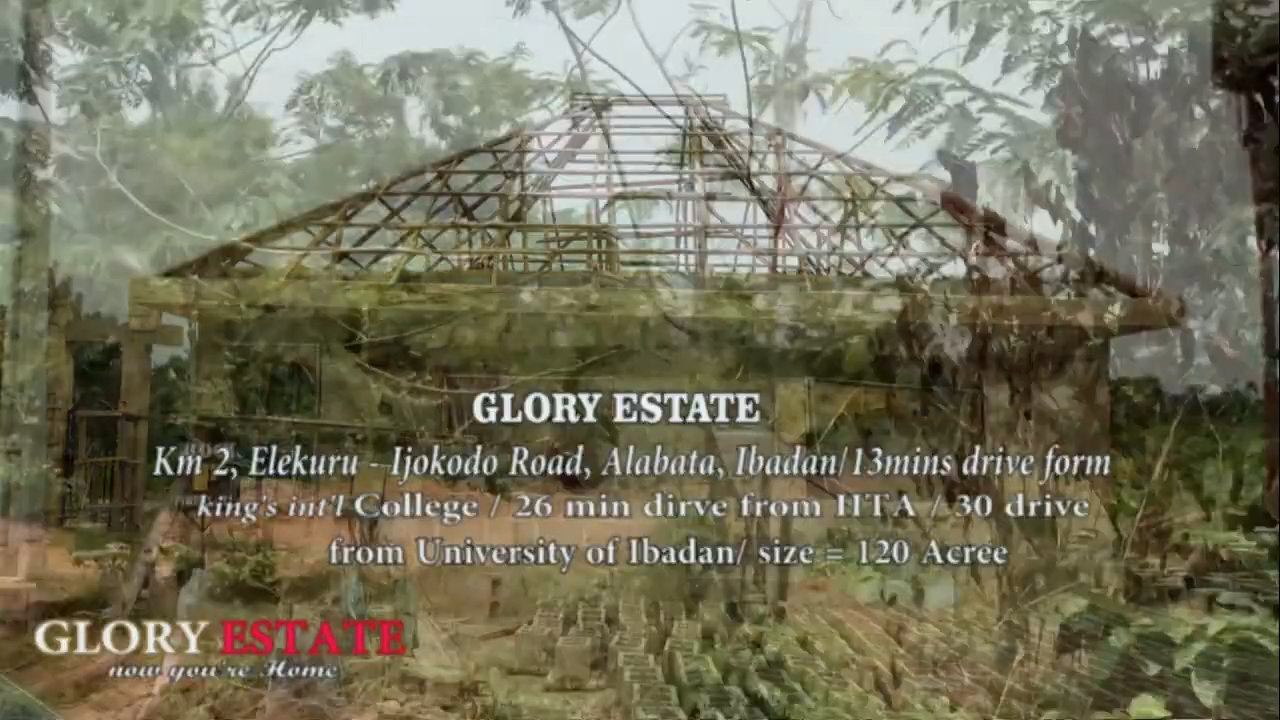 GLORY ESTATE
Km 2, Elekuru - Ijokodo Road, Alabata, Ibadan/13mins drive form
king's int'l College / 26 min dirve from IITA / 30 drive
from University of Ibadan/ size = 120 Acree
GLORY ESTATE
now you're Home